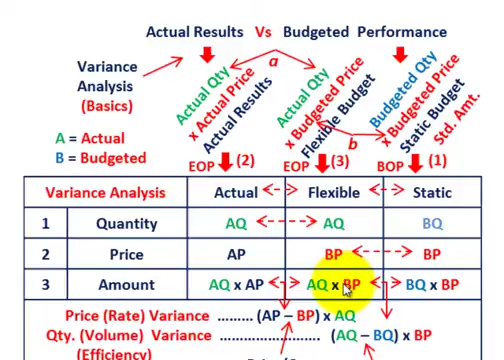 Actual Results Vs Budgeted Performance
a
Variance
Analysis
(Basics)
Actual Qty
x Actual Price
Actual Results
Actual Qty
x Budgeted Price
Flexible Budget
Budgeted Qty
x Budgeted Price
Static Budget
Std. Amt.
b
A = Actual
B = Budgeted
EOP (2) EOP (3) BOP (1)
Variance Analysis Actual Flexible Static
1 Quantity AQ AQ BQ
2 Price AP BP BP
3 Amount AQ x AP AQ x BP BQ x BP
Price (Rate) Variance ......... (AP – BP) x AQ
Qty. (Volume) Variance .......................... (AQ – BQ) x BP
(Efficiency)